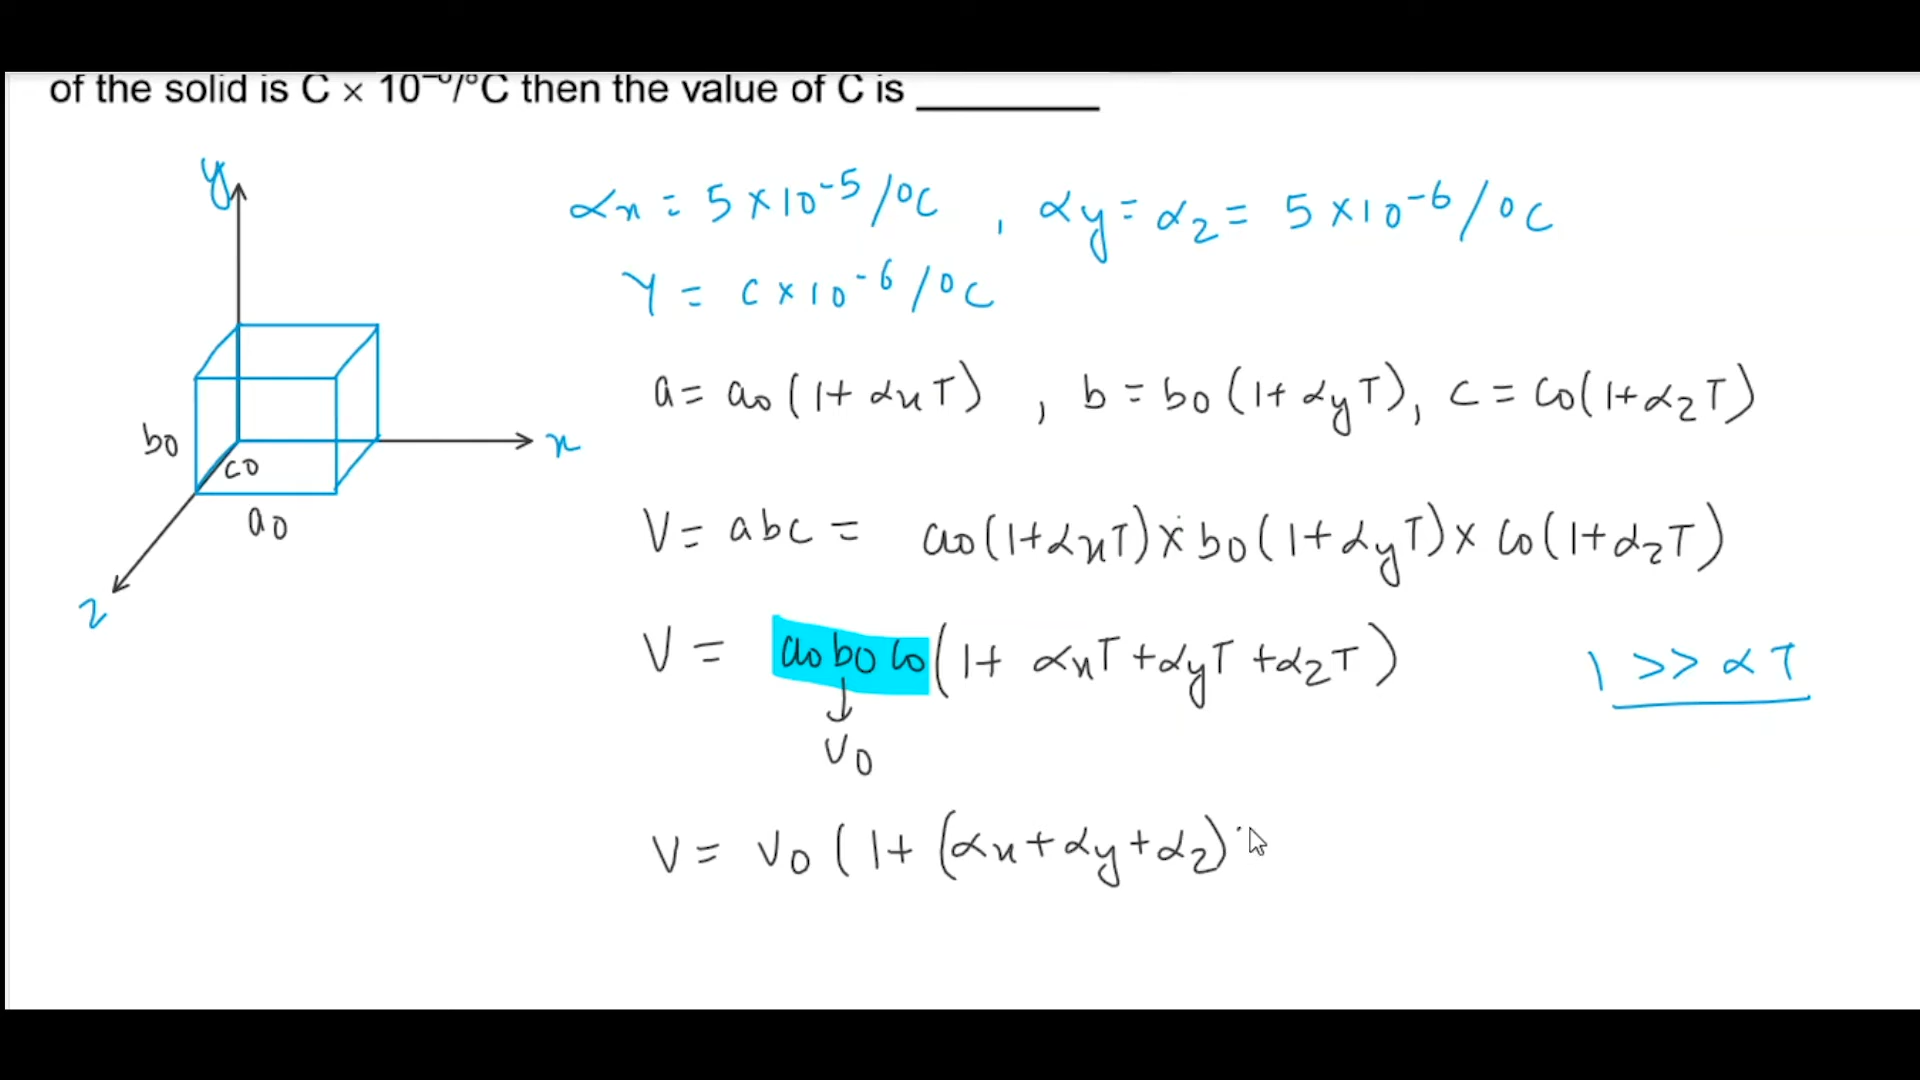 of the solid is C × 10⁻⁶/°C then the value of C is ________
y
αx = 5 × 10⁻⁵ /°C , αy = αz = 5 × 10⁻⁶ /°C
γ = C × 10⁻⁶ /°C
a = a₀ (1 + αxT) , b = b₀ (1 + αyT), c = c₀(1 + αzT)
b₀
x
c₀
a₀
V = abc = a₀(1+αxT) × b₀(1+αyT) × c₀(1+αzT)
z
V = a₀b₀c₀ (1 + αxT + αyT + αzT)
1 >> αT
V₀
V = V₀ (1 + (αx + αy + αz)